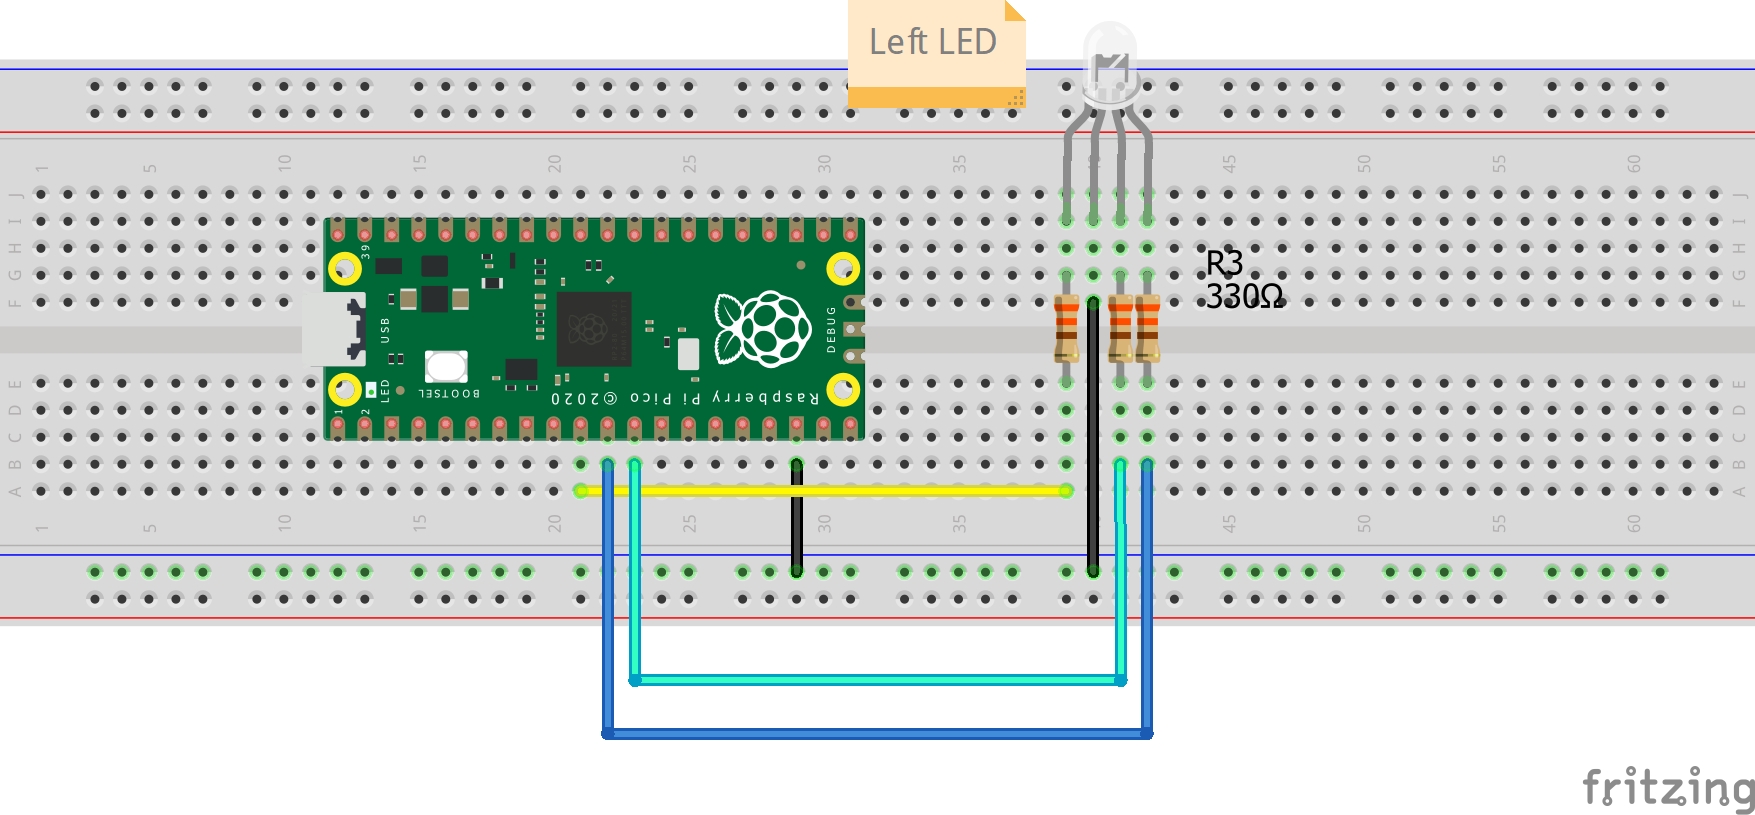 Left LED
1 5 10 15 20 25 30 35 45 50 55 60
J J
I I
H H
G G
F F
39
R3
330Ω
USB
DEBUG
LED
BOOTSEL
Raspberry Pi Pico ©2020
1 2
E E
D D
C C
B B
A A
1 5 10 15 20 25 30 35 45 50 55 60
fritzing